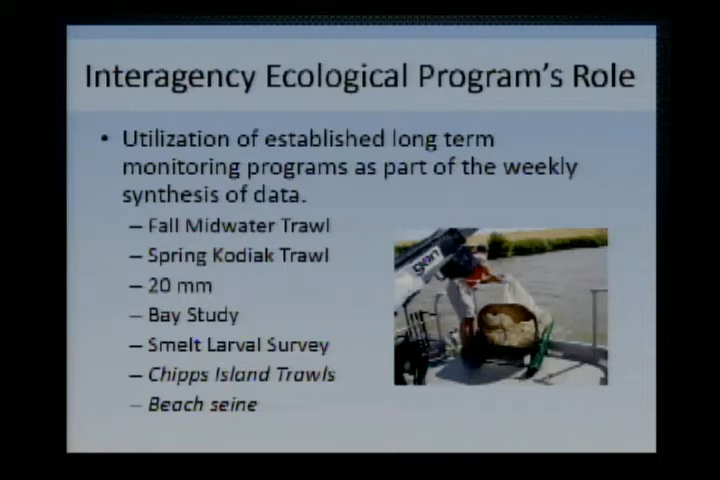 Interagency Ecological Program's Role
• Utilization of established long term
monitoring programs as part of the weekly
synthesis of data.
– Fall Midwater Trawl
– Spring Kodiak Trawl
– 20 mm
– Bay Study
– Smelt Larval Survey
– Chipps Island Trawls
– Beach seine